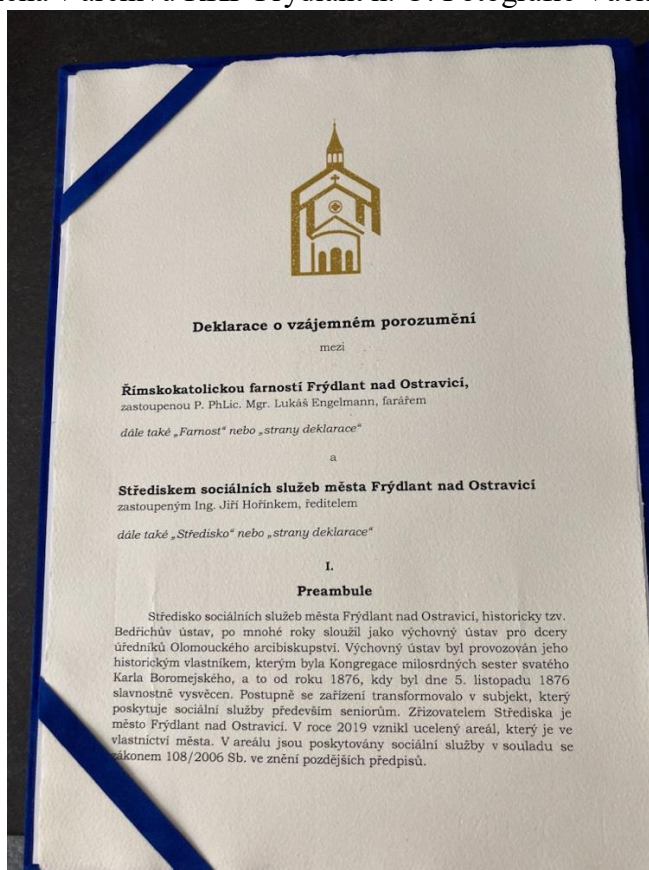 Deklarace o vzájemném porozumění
mezi
Římskokatolickou farností Frýdlant nad Ostravicí,
zastoupenou P. PhLic. Mgr. Lukáš Engelmann, farářem
dále také „Farnost" nebo „strany deklarace"
a
Střediskem sociálních služeb města Frýdlant nad Ostravicí
zastoupeným Ing. Jiří Hořínkem, ředitelem
dále také „Středisko" nebo „strany deklarace"
I.
Preambule
Středisko sociálních služeb města Frýdlant nad Ostravicí, historicky tzv.
Bedřichův ústav, po mnohé roky sloužil jako výchovný ústav pro dcery
úředníků Olomouckého arcibiskupství. Výchovný ústav byl provozován jeho
historickým vlastníkem, kterým byla Kongregace milosrdných sester svatého
Karla Boromejského, a to od roku 1876, kdy byl dne 5. listopadu 1876
slavnostně vysvěcen. Postupně se zařízení transformovalo v subjekt, který
poskytuje sociální služby především seniorům. Zřizovatelem Střediska je
město Frýdlant nad Ostravicí. V roce 2019 vznikl ucelený areál, který je ve
vlastnictví města. V areálu jsou poskytovány sociální služby v souladu se
zákonem 108/2006 Sb. ve znění pozdějších předpisů.